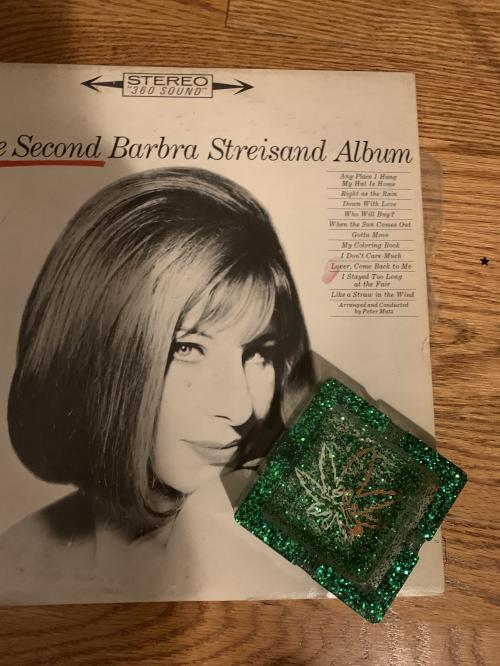 STEREO
"360 SOUND"
e Second Barbra Streisand Album
Any Place I Hang
My Hat Is Home
Right as the Rain
Down With Love
Who Will Buy?
When the Sun Comes Out
Gotta Move
My Coloring Book
I Don't Care Much
Lover, Come Back to Me
I Stayed Too Long
at the Fair
Like a Straw in the Wind
Arranged and Conducted
by Peter Matz